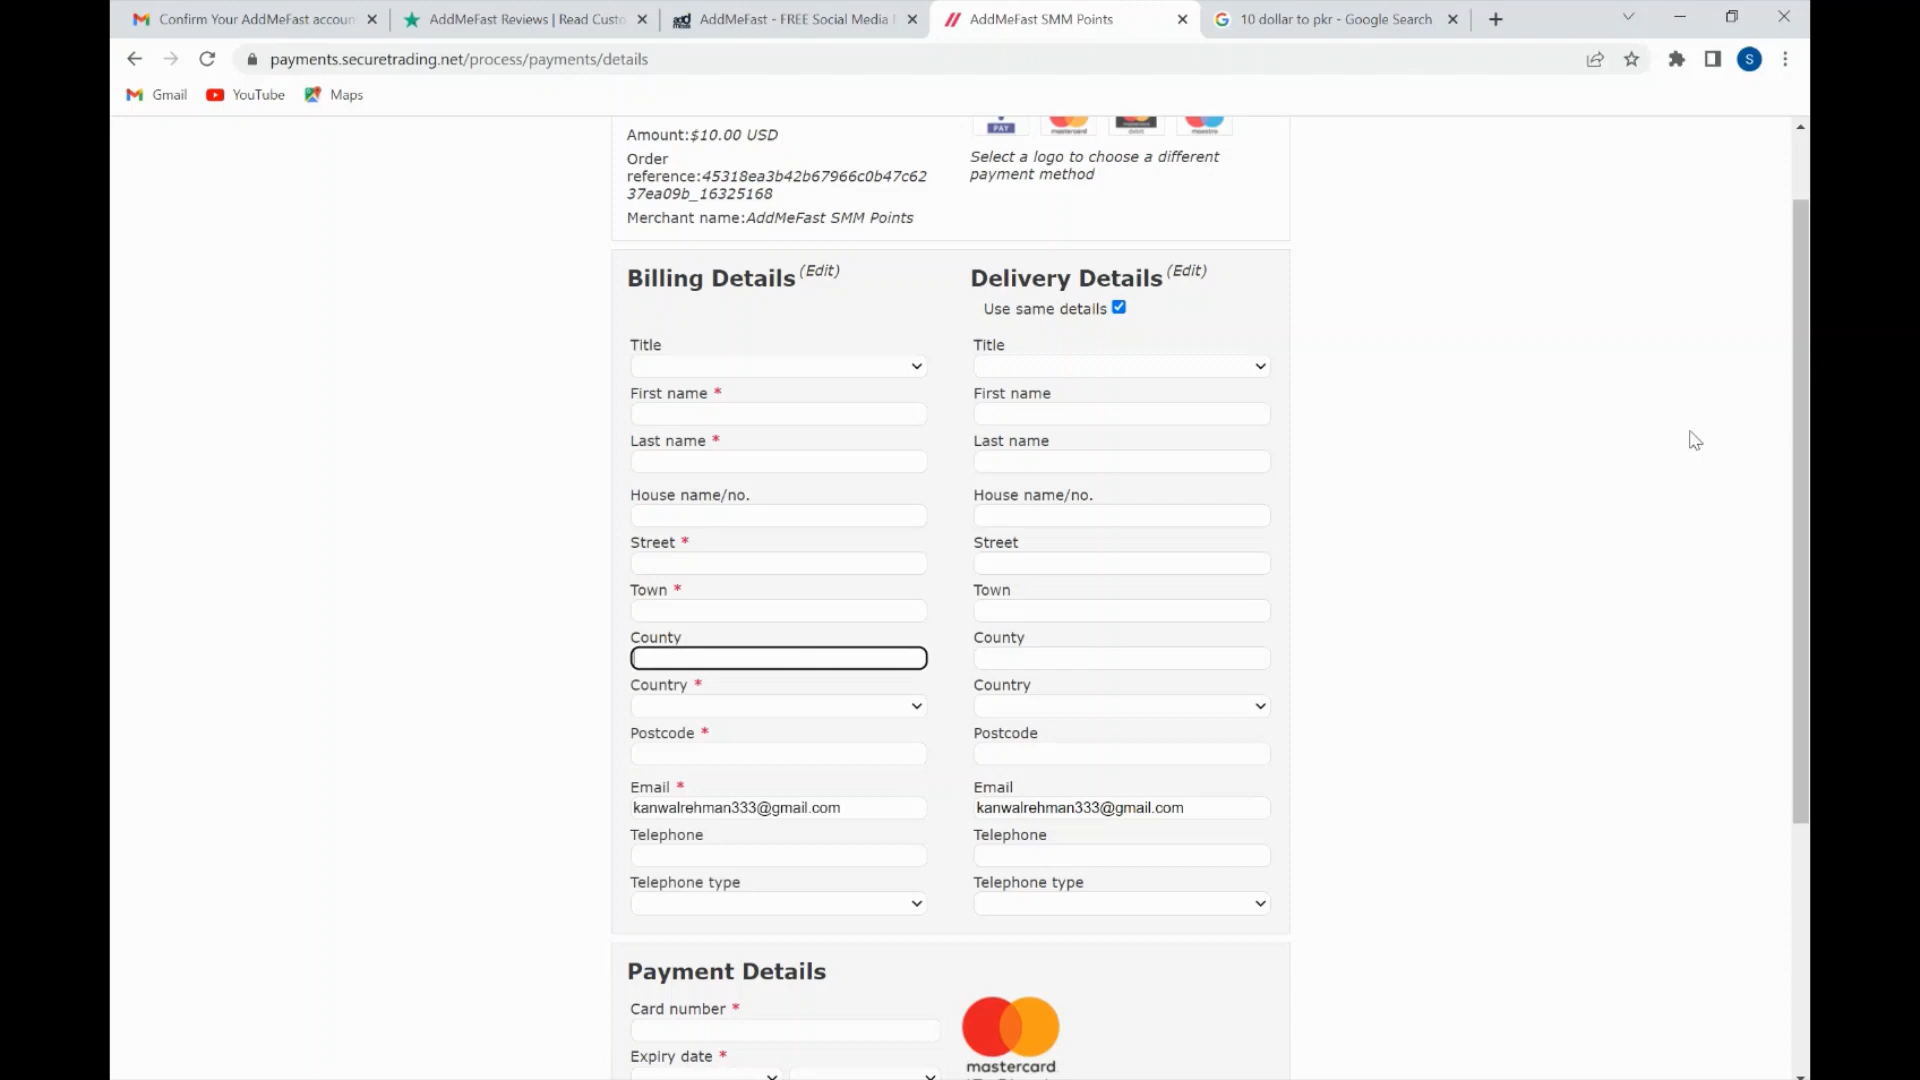 Confirm Your AddMeFast accoun
AddMeFast Reviews | Read Custo
AddMeFast - FREE Social Media
AddMeFast SMM Points
10 dollar to pkr - Google Search
payments.securetrading.net/process/payments/details
S
Gmail
YouTube
Maps
Amount:$10.00 USD
Order
reference:45318ea3b42b67966c0b47c62
37ea09b_16325168
Merchant name:AddMeFast SMM Points
PAY
mastercard
debit
maestro
Select a logo to choose a different
payment method
Billing Details (Edit)
Delivery Details (Edit)
Use same details
Title
Title
First name *
First name
Last name *
Last name
House name/no.
House name/no.
Street *
Street
Town *
Town
County
County
Country *
Country
Postcode *
Postcode
Email *
Email
kanwalrehman333@gmail.com
kanwalrehman333@gmail.com
Telephone
Telephone
Telephone type
Telephone type
Payment Details
Card number *
Expiry date *
mastercard